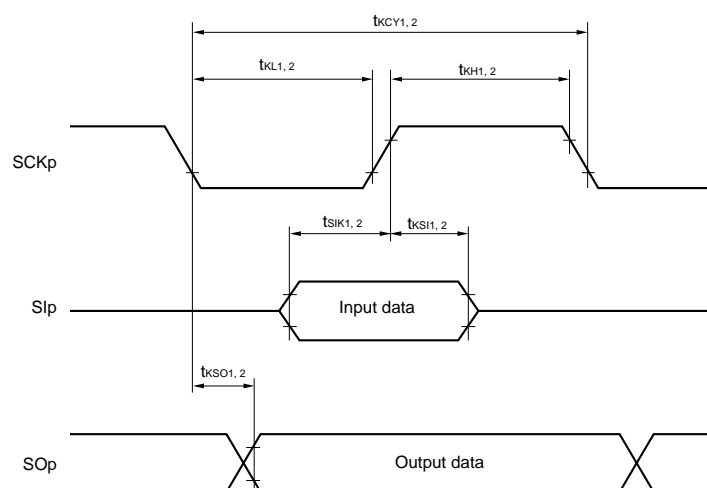 tKCY1, 2
tKL1, 2
tKH1, 2
SCKp
tSIK1, 2
tKSI1, 2
SIp
Input data
tKSO1, 2
SOp
Output data